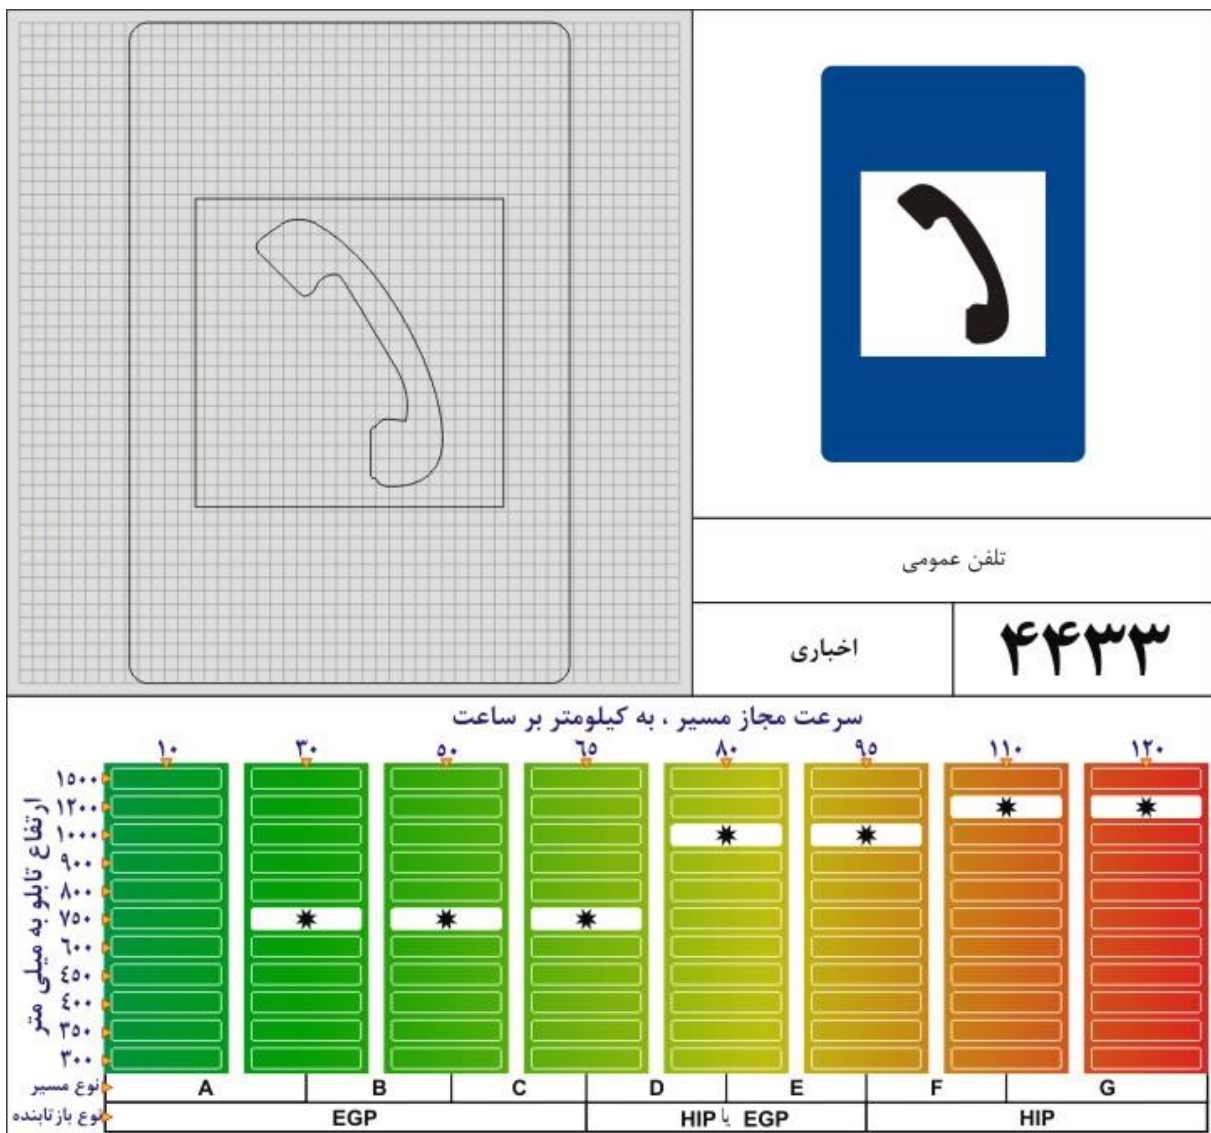 تلفن عمومی
اخباری
۴۴۳۳
سرعت مجاز مسیر ، به کیلومتر بر ساعت
۱۰ ۳۰ ۵۰ ۶۵ ۸۰ ۹۵ ۱۱۰ ۱۲۰
ارتفاع تابلو به میلی متر
۱۵۰۰
۱۲۰۰
۱۰۰۰
۹۰۰
۸۰۰
۷۵۰
۶۰۰
٤۵۰
٤۰۰
۳۵۰
۳۰۰
نوع مسیر A B C D E F G
نوع بازتابنده EGP HIP یا EGP HIP